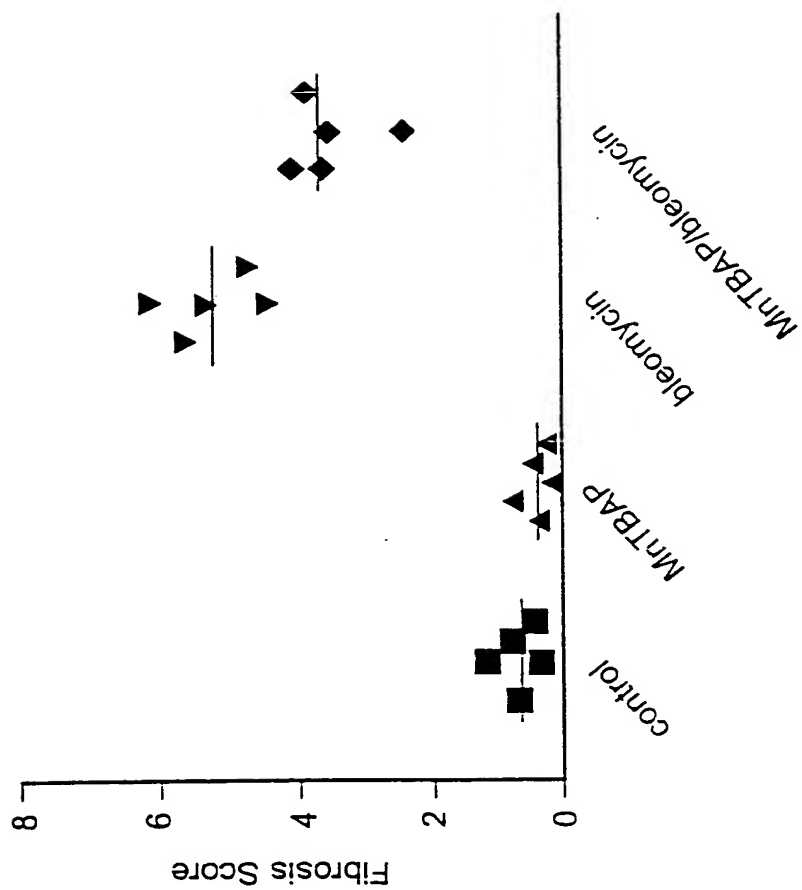 Fibrosis Score
8
6
4
2
0
control
MnTBAP
bleomycin
MnTBAP/bleomycin